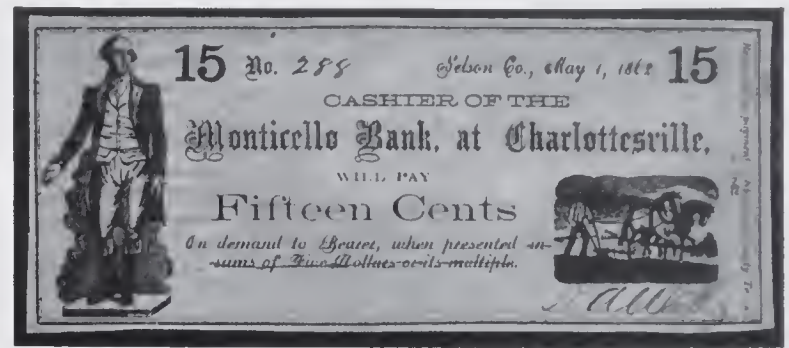 15 No. 288 Nelson Co., May 1, 1862 15
CASHIER OF THE
Monticello Bank, at Charlottesville,
WILL PAY
Fifteen Cents
On demand to Bearer, when presented in
sums of Five Dollars or its multiple.